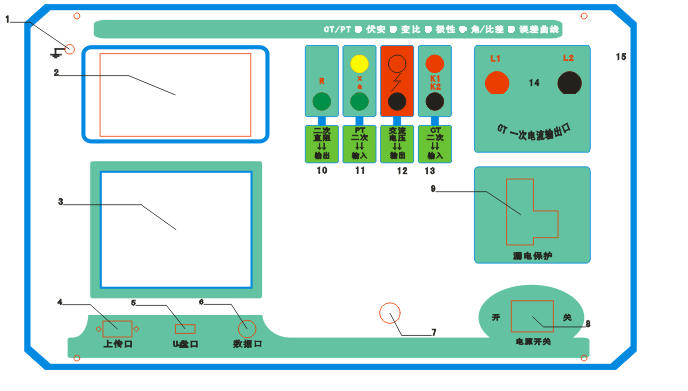 1
CT/PT 伏安 变比 极性 角/比差 误差曲线
15
2
R
x
a
K1
K2
L1
L2
14
CT 一次电流输出口
二次
直阻
↓↓
输出
PT
二次
↓↓
输入
交流
电压
↓↓
输出
CT
二次
↓↓
输入
10
11
12
13
3
9
漏电保护
4
5
6
上传口
U盘口
数据口
7
开
关
8
电源开关